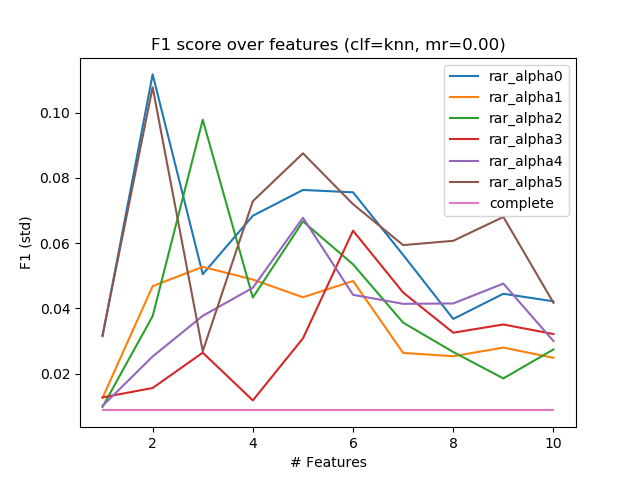 F1 score over features (clf=knn, mr=0.00)
rar_alpha0
rar_alpha1
rar_alpha2
rar_alpha3
rar_alpha4
rar_alpha5
complete
F1 (std)
0.10
0.08
0.06
0.04
0.02
2 4 6 8 10
# Features